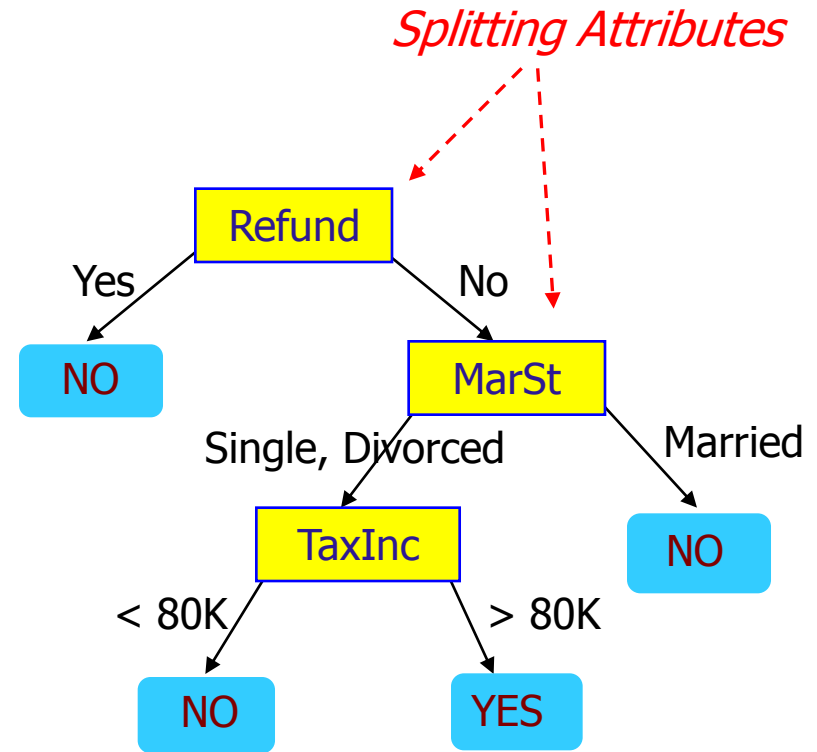 Splitting Attributes
Refund
Yes
No
NO
MarSt
Single, Divorced
Married
TaxInc
NO
< 80K
> 80K
NO
YES